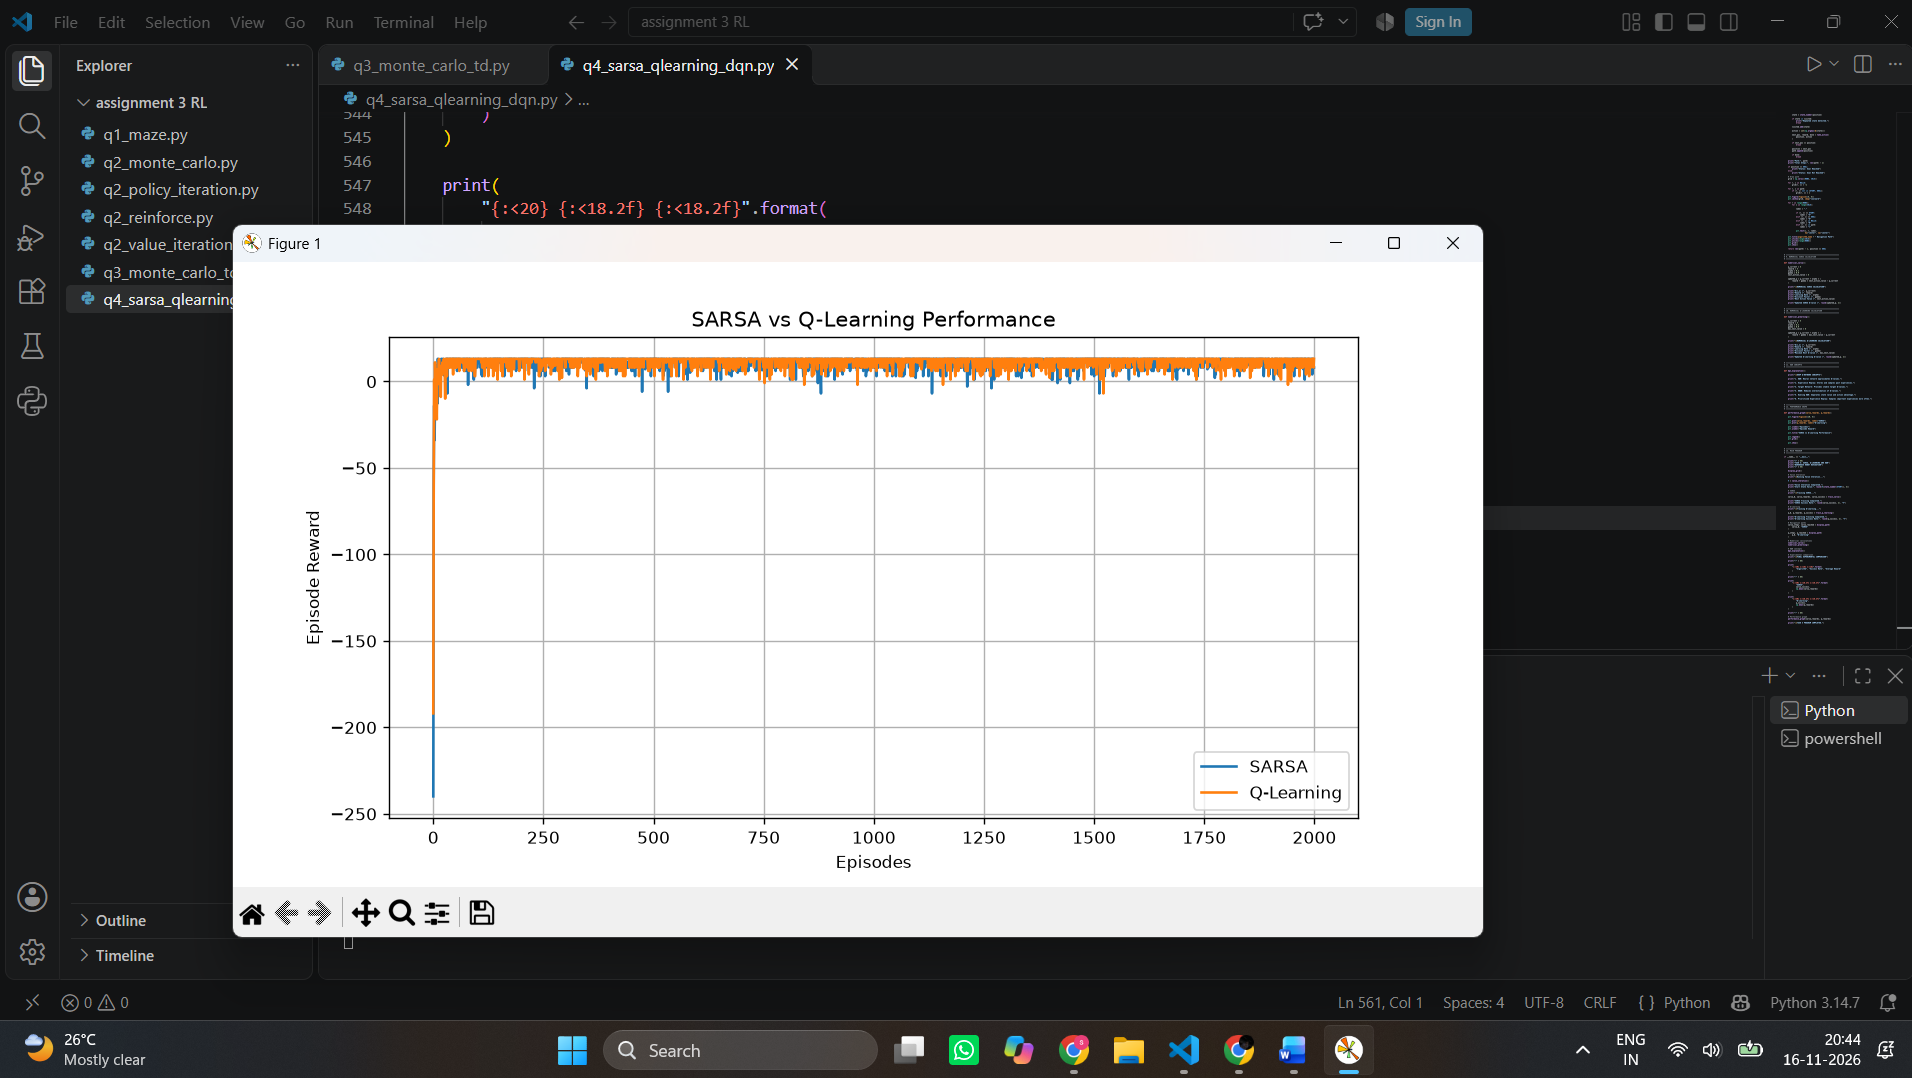 File Edit Selection View Go Run Terminal Help
assignment 3 RL
Sign In
Explorer
assignment 3 RL
q1_maze.py
q2_monte_carlo.py
q2_policy_iteration.py
q2_reinforce.py
q2_value_iteration
q3_monte_carlo_td
q4_sarsa_qlearning
Outline
Timeline
q3_monte_carlo_td.py
q4_sarsa_qlearning_dqn.py
q4_sarsa_qlearning_dqn.py > ...
544 )
545 )
546
547 print(
548 "{:<20} {:<18.2f} {:<18.2f}".format(
Figure 1
SARSA vs Q-Learning Performance
Episode Reward
0
−50
−100
−150
−200
−250
0 250 500 750 1000 1250 1500 1750 2000
Episodes
SARSA
Q-Learning
Python
powershell
0 0
Ln 561, Col 1 Spaces: 4 UTF-8 CRLF { } Python Python 3.14.7
26°C
Mostly clear
Search
ENG
IN
20:44
16-11-2026